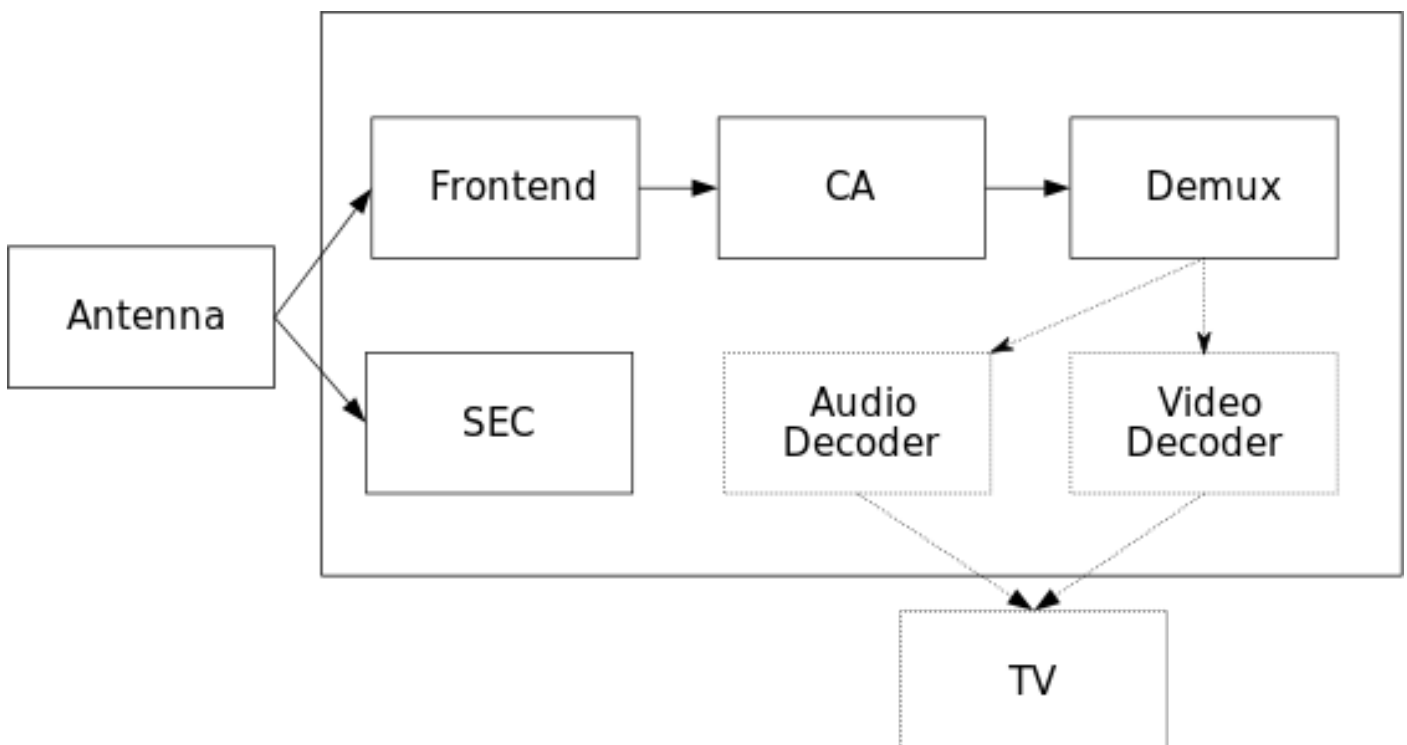 Frontend
CA
Demux
Antenna
SEC
Audio
Decoder
Video
Decoder
TV